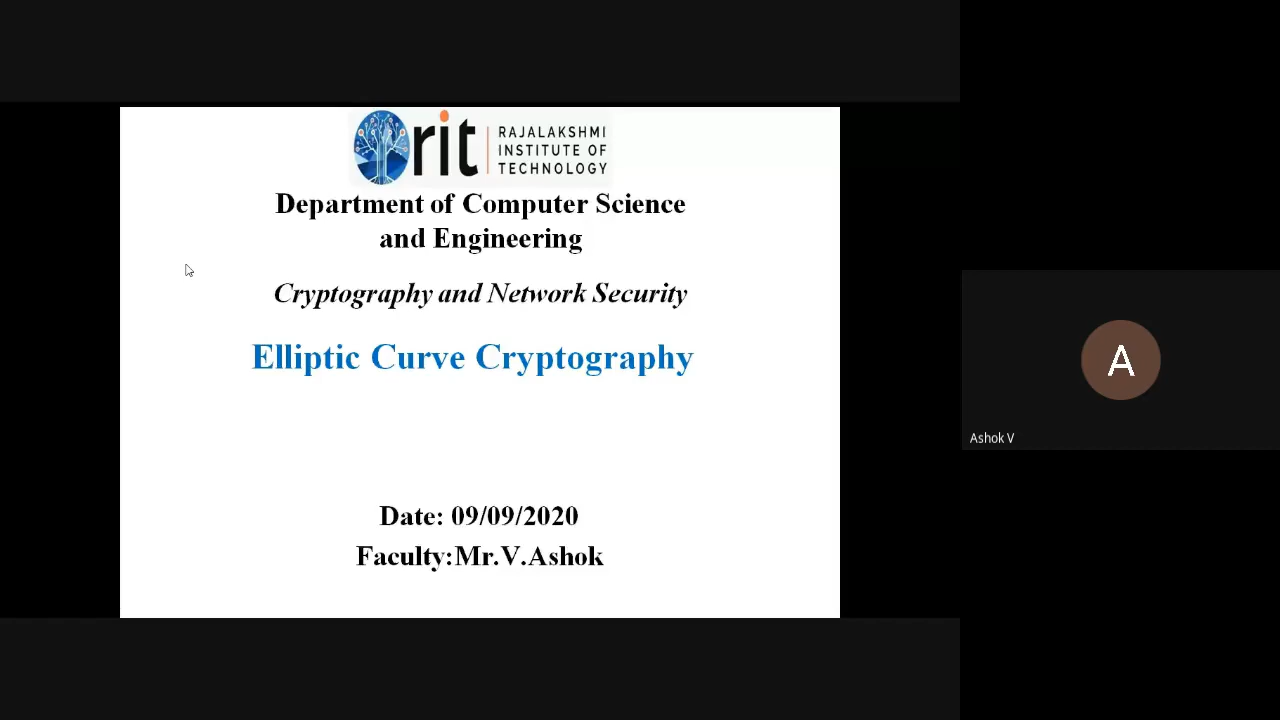 rit
RAJALAKSHMI
INSTITUTE OF
TECHNOLOGY
Department of Computer Science
and Engineering
Cryptography and Network Security
Elliptic Curve Cryptography
Date: 09/09/2020
Faculty:Mr.V.Ashok
A
Ashok V